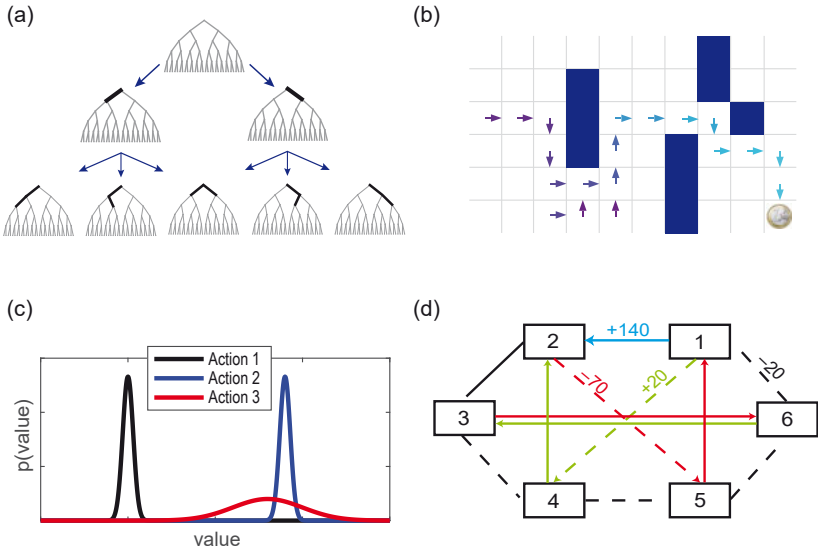 (a)
(b)
(c)
Action 1
Action 2
Action 3
p(value)
value
(d)
+140
2
1
–70
+20
–20
3
6
4
5